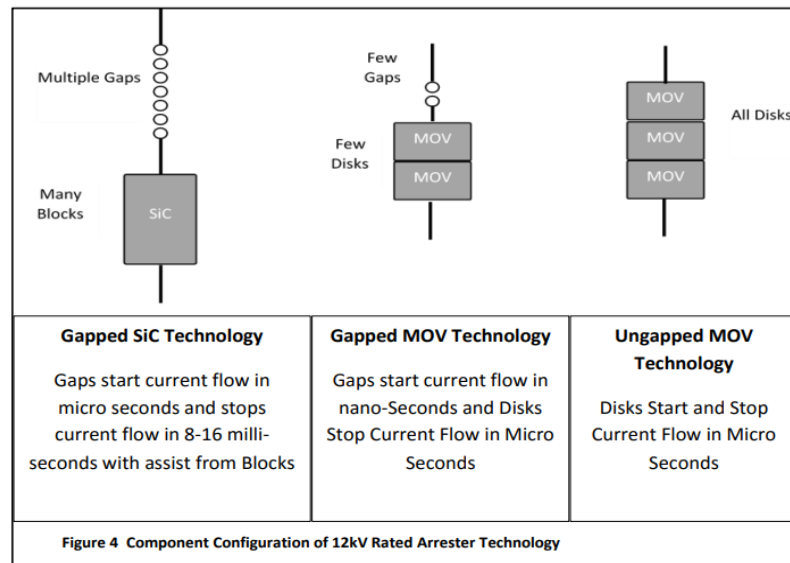 Multiple Gaps
Many
Blocks
SiC
Few
Gaps
Few
Disks
MOV
MOV
MOV
MOV
MOV
All Disks
Gapped SiC Technology
Gaps start current flow in
micro seconds and stops
current flow in 8-16 milli-
seconds with assist from Blocks
Gapped MOV Technology
Gaps start current flow in
nano-Seconds and Disks
Stop Current Flow in Micro
Seconds
Ungapped MOV
Technology
Disks Start and Stop
Current Flow in Micro
Seconds
Figure 4 Component Configuration of 12kV Rated Arrester Technology